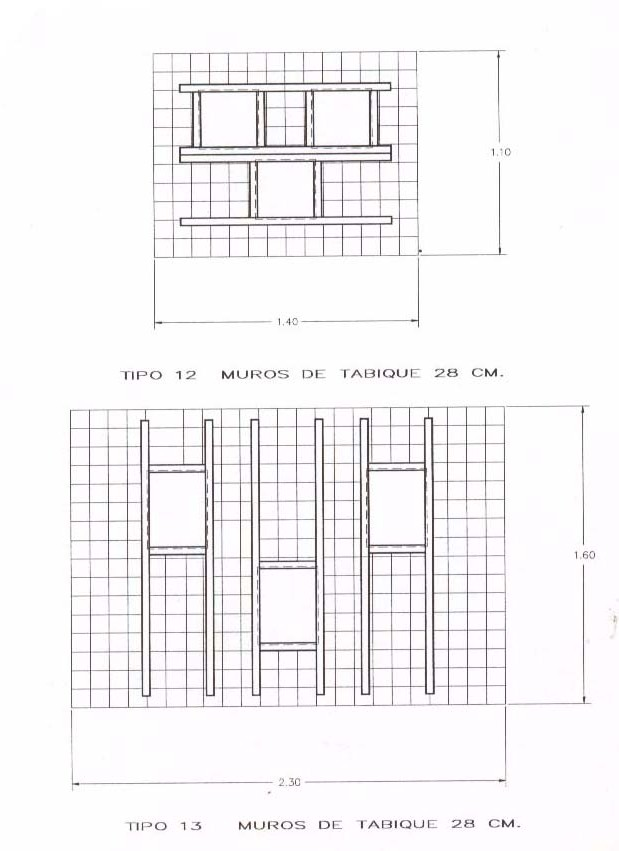 1.10
1.40
TIPO 12 MUROS DE TABIQUE 28 CM.
1.60
2.30
TIPO 13 MUROS DE TABIQUE 28 CM.